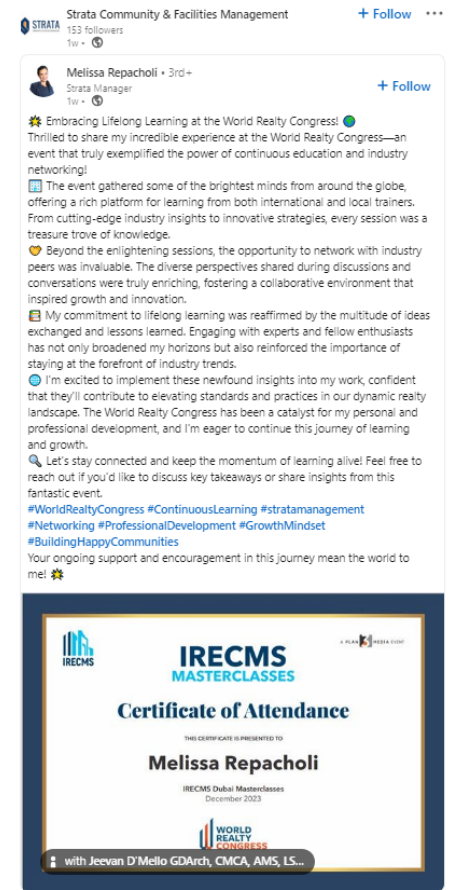 STRATA
Strata Community & Facilities Management
+ Follow
153 followers
1w •
Melissa Repacholi • 3rd+
Strata Manager
1w •
+ Follow
Embracing Lifelong Learning at the World Realty Congress!
Thrilled to share my incredible experience at the World Realty Congress—an
event that truly exemplified the power of continuous education and industry
networking!
The event gathered some of the brightest minds from around the globe,
offering a rich platform for learning from both international and local trainers.
From cutting-edge industry insights to innovative strategies, every session was a
treasure trove of knowledge.
Beyond the enlightening sessions, the opportunity to network with industry
peers was invaluable. The diverse perspectives shared during discussions and
conversations were truly enriching, fostering a collaborative environment that
inspired growth and innovation.
My commitment to lifelong learning was reaffirmed by the multitude of ideas
exchanged and lessons learned. Engaging with experts and fellow enthusiasts
has not only broadened my horizons but also reinforced the importance of
staying at the forefront of industry trends.
I'm excited to implement these newfound insights into my work, confident
that they'll contribute to elevating standards and practices in our dynamic realty
landscape. The World Realty Congress has been a catalyst for my personal and
professional development, and I'm eager to continue this journey of learning
and growth.
Let's stay connected and keep the momentum of learning alive! Feel free to
reach out if you'd like to discuss key takeaways or share insights from this
fantastic event.
#WorldRealtyCongress #ContinuousLearning #stratamanagement
#Networking #ProfessionalDevelopment #GrowthMindset
#BuildingHappyCommunities
Your ongoing support and encouragement in this journey mean the world to
me!
IRECMS
A PLAN 3 MEDIA EVENT
IRECMS
MASTERCLASSES
Certificate of Attendance
THIS CERTIFICATE IS PRESENTED TO
Melissa Repacholi
IRECMS Dubai Masterclasses
December 2023
WORLD
REALTY
CONGRESS
with Jeevan D'Mello GDArch, CMCA, AMS, LS...